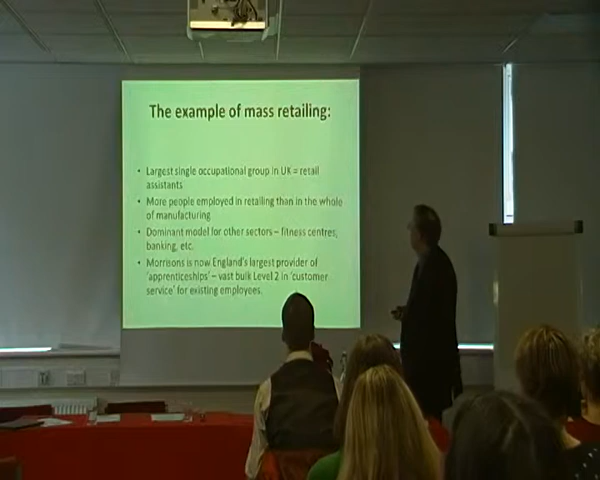 The example of mass retailing:
• Largest single occupational group in UK = retail
assistants
• More people employed in retailing than in the whole
of manufacturing
• Dominant model for other sectors – fitness centres,
banking, etc.
• Morrisons is now England's largest provider of
'apprenticeships' – vast bulk Level 2 in 'customer
service' for existing employees.